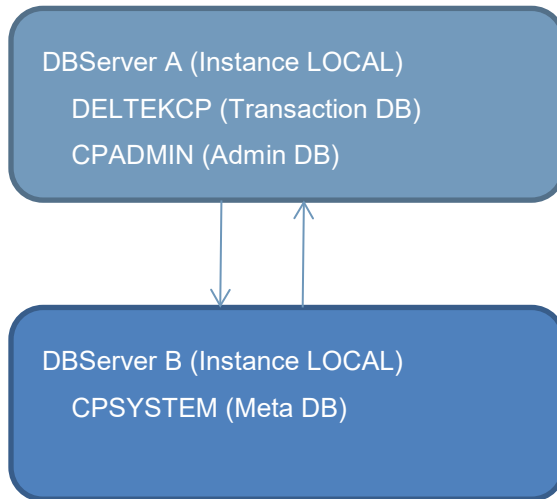 DBServer A (Instance LOCAL)
DELTEKCP (Transaction DB)
CPADMIN (Admin DB)
DBServer B (Instance LOCAL)
CPSYSTEM (Meta DB)